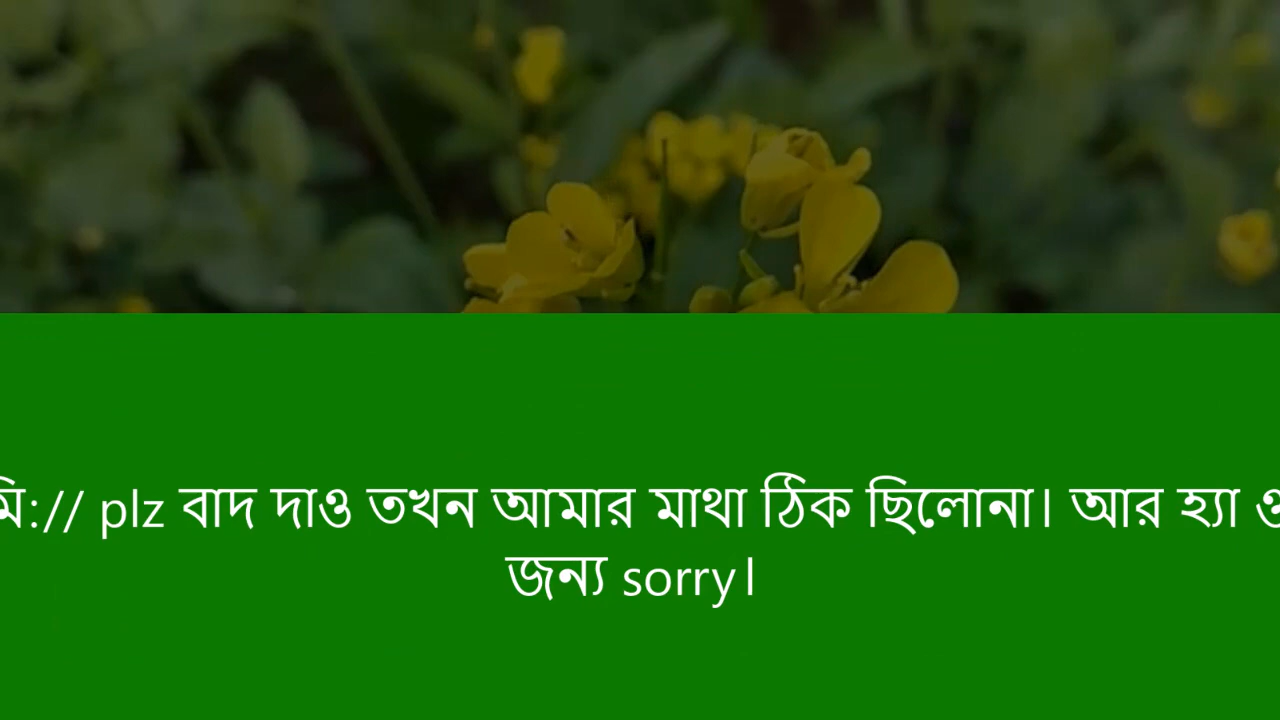 মি:// plz বাদ দাও তখন আমার মাথা ঠিক ছিলোনা। আর হ্যা
জন্য sorry।